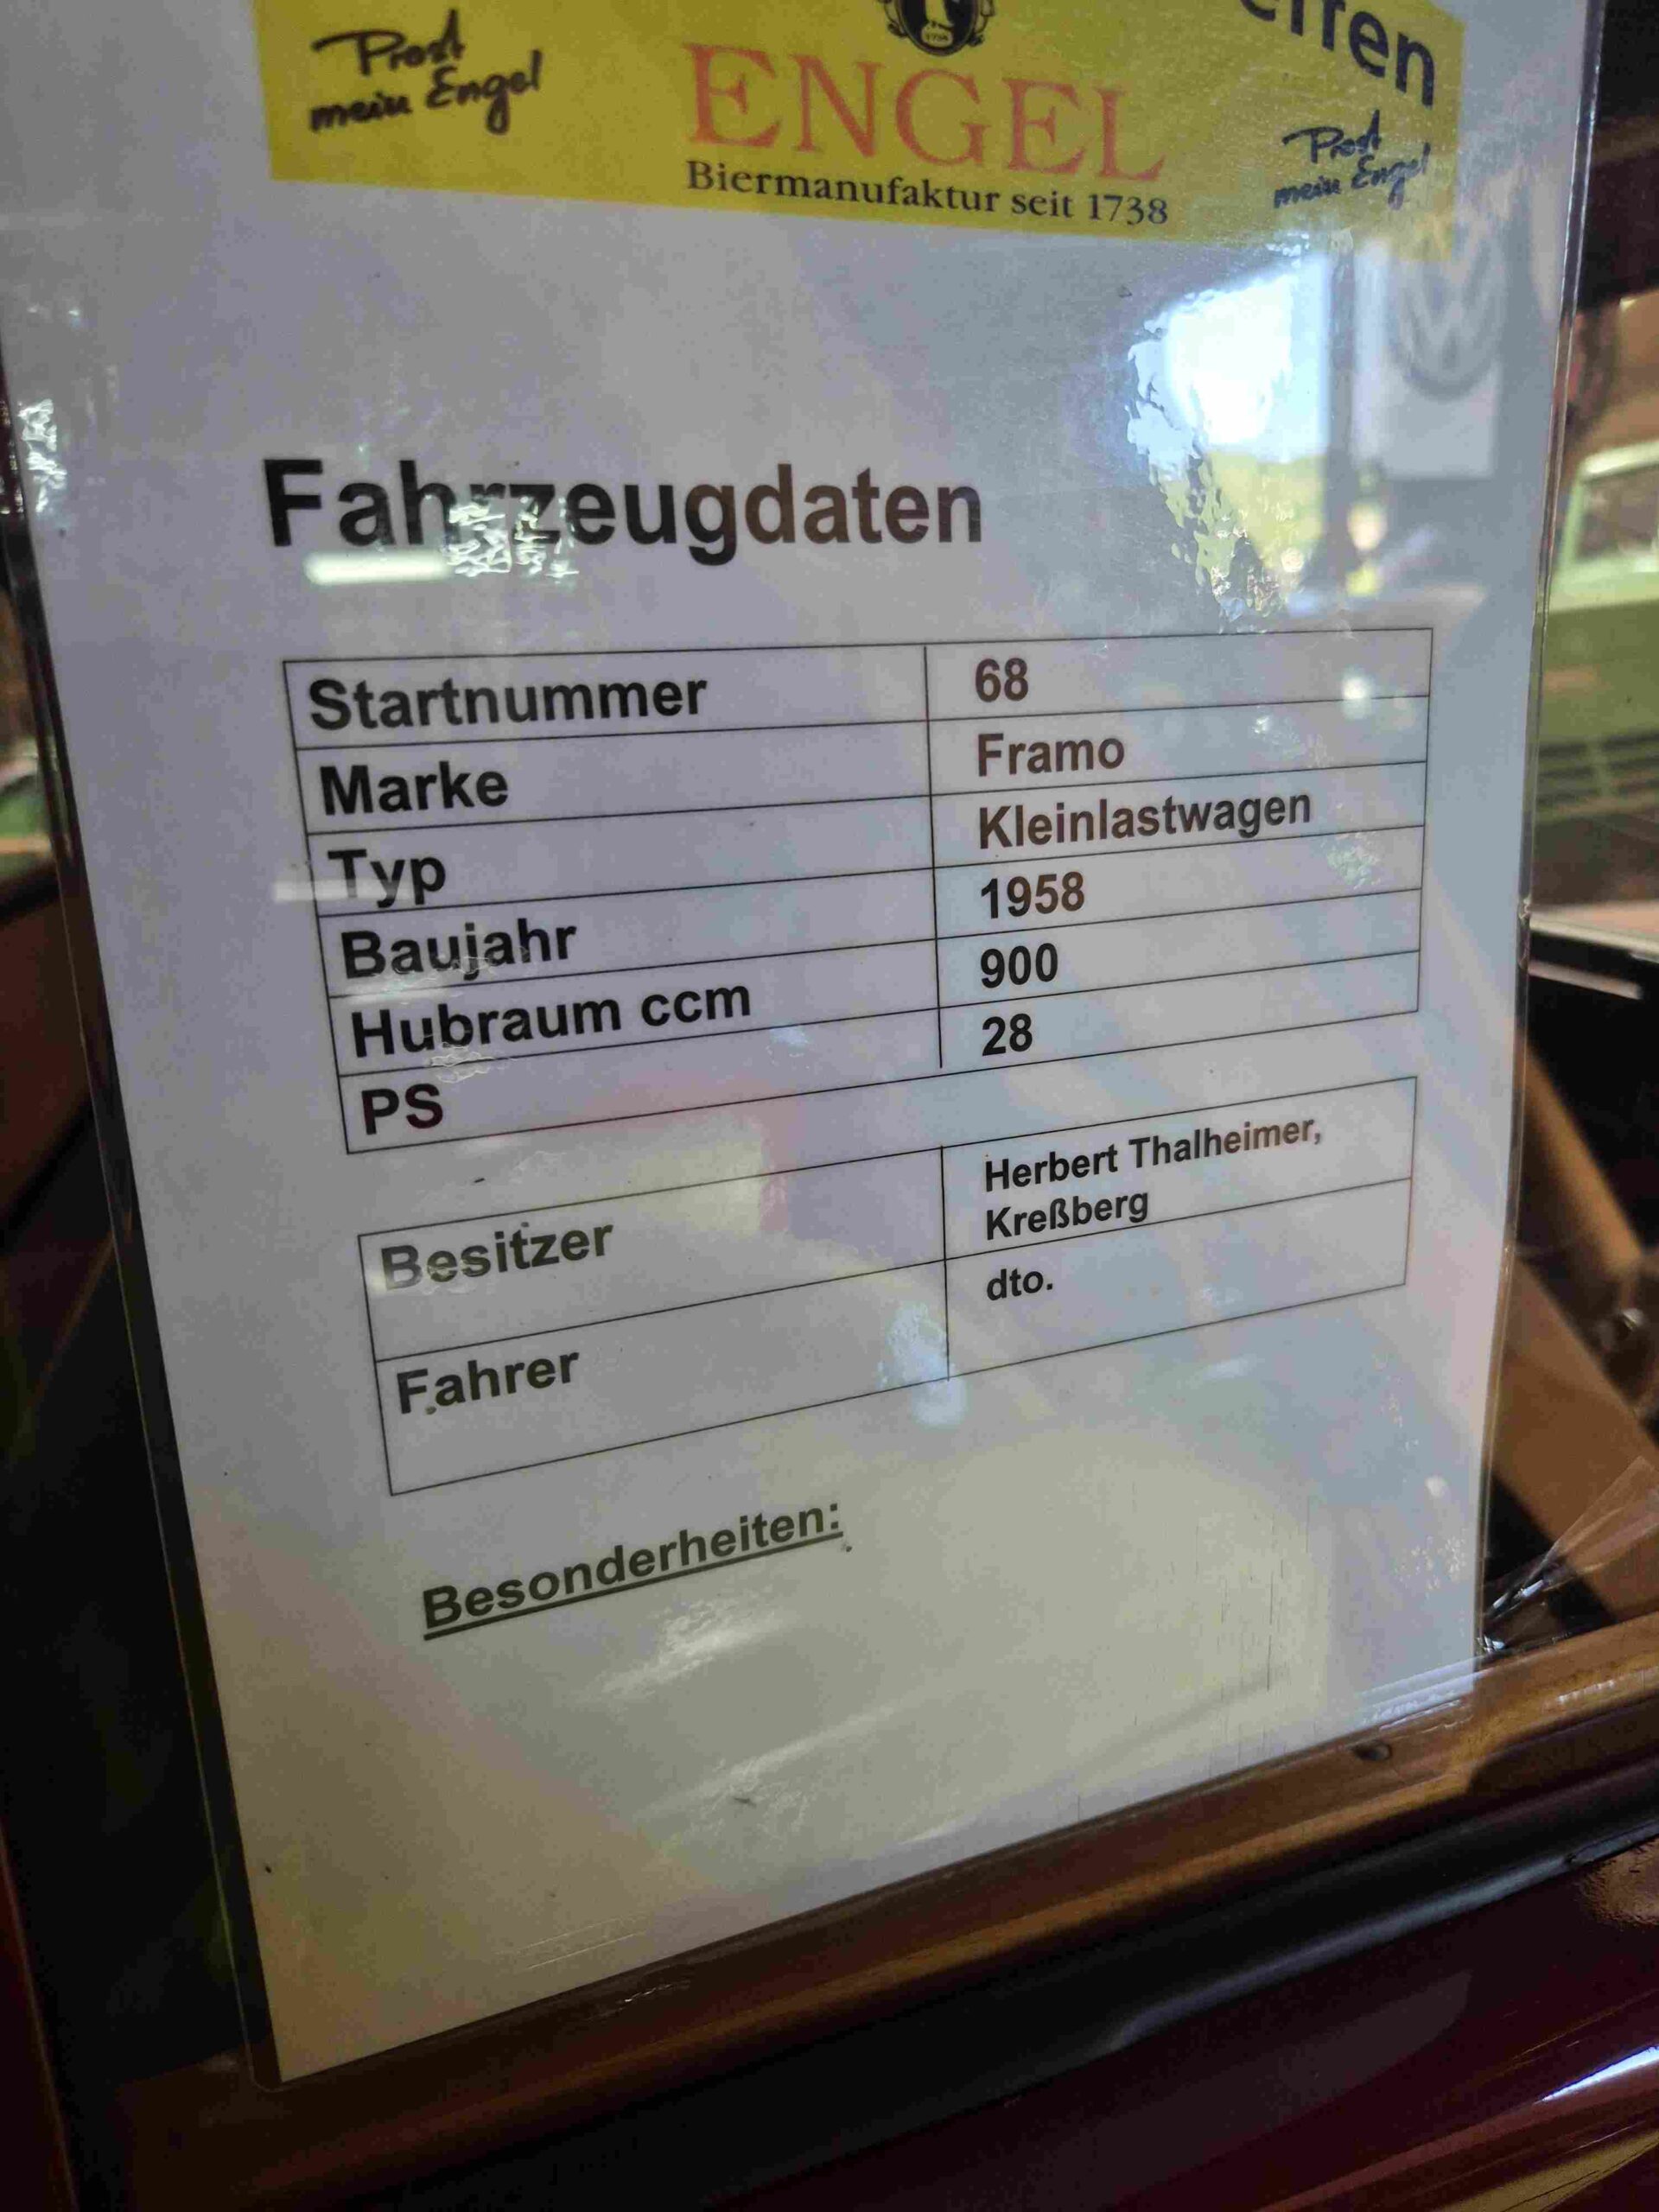 Prost
mein Engel
ENGEL
Biermanufaktur seit 1738
Prost
mein Engel
Fahrzeugdaten
Startnummer 68
Marke Framo
Typ Kleinlastwagen
Baujahr 1958
Hubraum ccm 900
PS 28
Besitzer Herbert Thalheimer,
Kreßberg
Fahrer dto.
Besonderheiten: